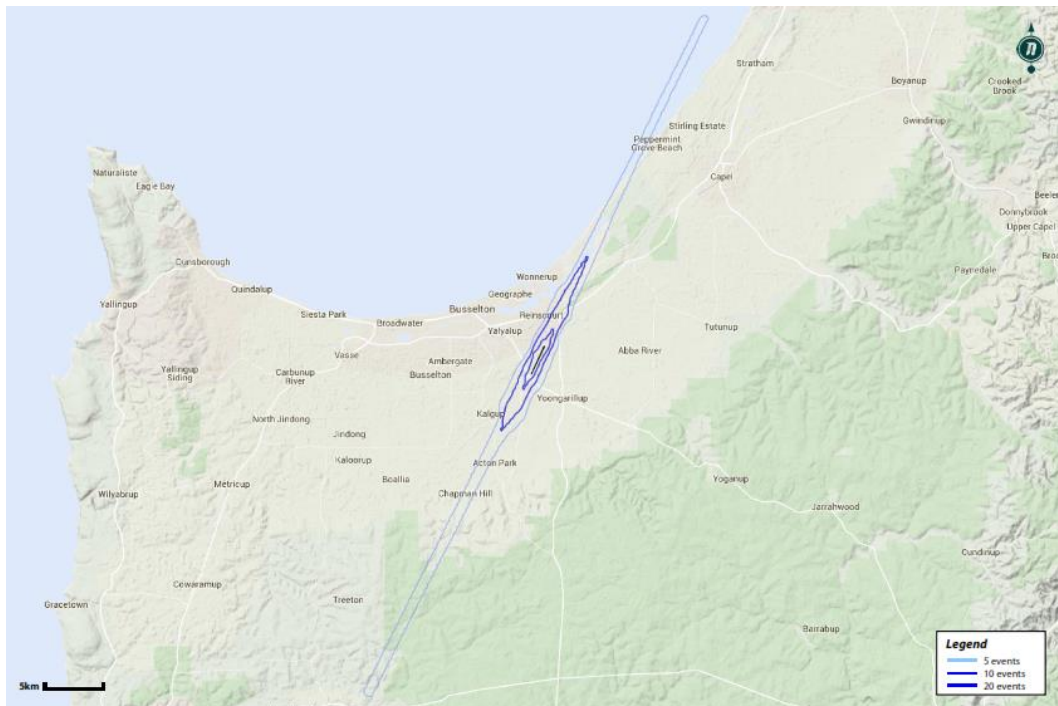 Stratham
Boyanup
Crooked
Brook
Gwindinup
Stirling Estate
Peppermint
Grove Beach
Naturaliste
Eagle Bay
Capel
Donnybrook
Upper Capel
Dunsborough
Paynedale
Wonnerup
Yallingup
Quindalup
Geographe
Siesta Park
Busselton
Reinscourt
Broadwater
Yalyalup
Tutunup
Vasse
Abba River
Ambergate
Yallingup
Siding
Carbunup
River
Busselton
Yoongarillup
Kalgup
North Jindong
Jindong
Kaloorup
Acton Park
Metricup
Boallia
Yoganup
Wilyabrup
Chapman Hill
Jarrahwood
Cundinup
Cowaramup
Gracetown
Treeton
Barrabup
Legend
5 events
10 events
20 events
5km